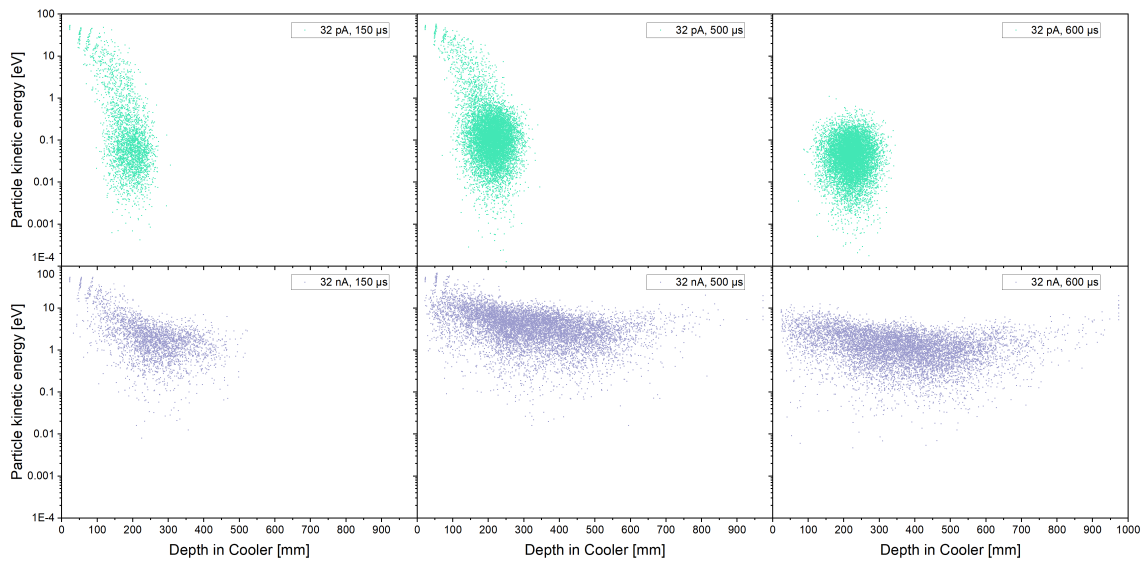 32 pA, 150 µs
32 pA, 500 µs
32 pA, 600 µs
Particle kinetic energy [eV]
100
10
1
0.1
0.01
0.001
1E-4
32 nA, 150 µs
32 nA, 500 µs
32 nA, 600 µs
Particle kinetic energy [eV]
100
10
1
0.1
0.01
0.001
1E-4
0 100 200 300 400 500 600 700 800 900
0 100 200 300 400 500 600 700 800 900
0 100 200 300 400 500 600 700 800 900 1000
Depth in Cooler [mm]
Depth in Cooler [mm]
Depth in Cooler [mm]